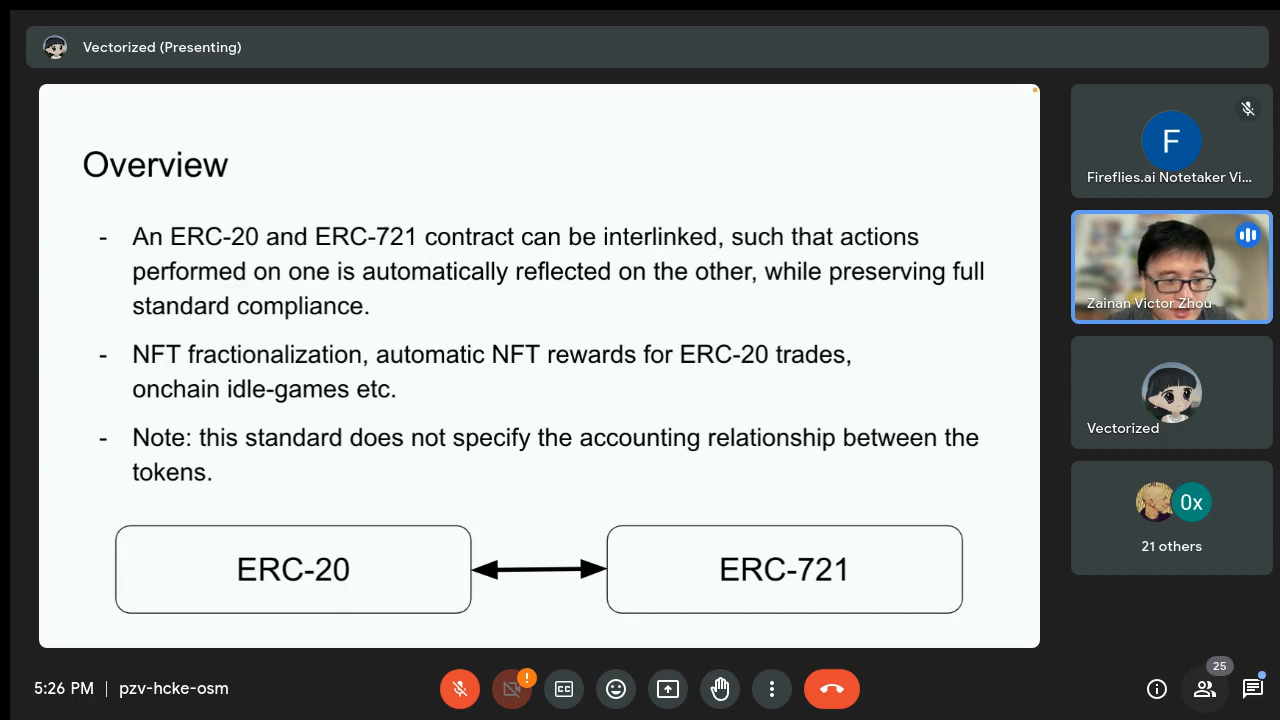 Vectorized (Presenting)
Overview
- An ERC-20 and ERC-721 contract can be interlinked, such that actions
performed on one is automatically reflected on the other, while preserving full
standard compliance.
- NFT fractionalization, automatic NFT rewards for ERC-20 trades,
onchain idle-games etc.
- Note: this standard does not specify the accounting relationship between the
tokens.
ERC-20
ERC-721
F
Fireflies.ai Notetaker Vi...
Zainan Victor Zhou
Vectorized
0x
21 others
5:26 PM | pzv-hcke-osm
!
CC
25